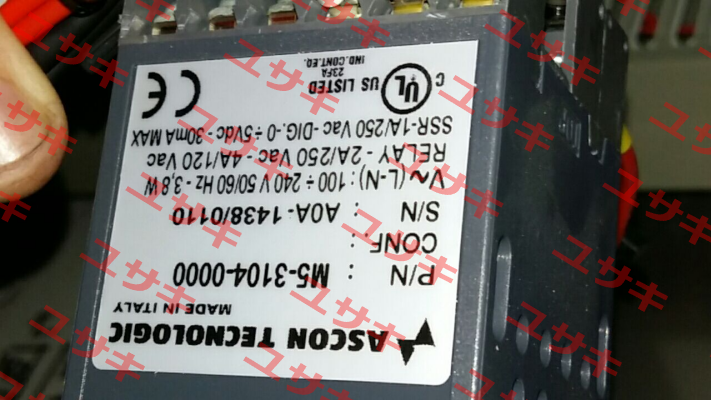 ASCON TECNOLOGIC
MADE IN ITALY
P/N : M5-3104-0000
CONF. :
S/N : A0A-1438/0110
V~ (L-N) : 100 ÷ 240 V 50/60 Hz - 3,8 W
RELAY - 2A/250 Vac - 4A/120 Vac
SSR-1A/250 Vac -DIG.-0 ÷ 5Vdc - 30mA MAX
C UL US LISTED
23FA
IND.CONT.EQ.
CE
ユサキ